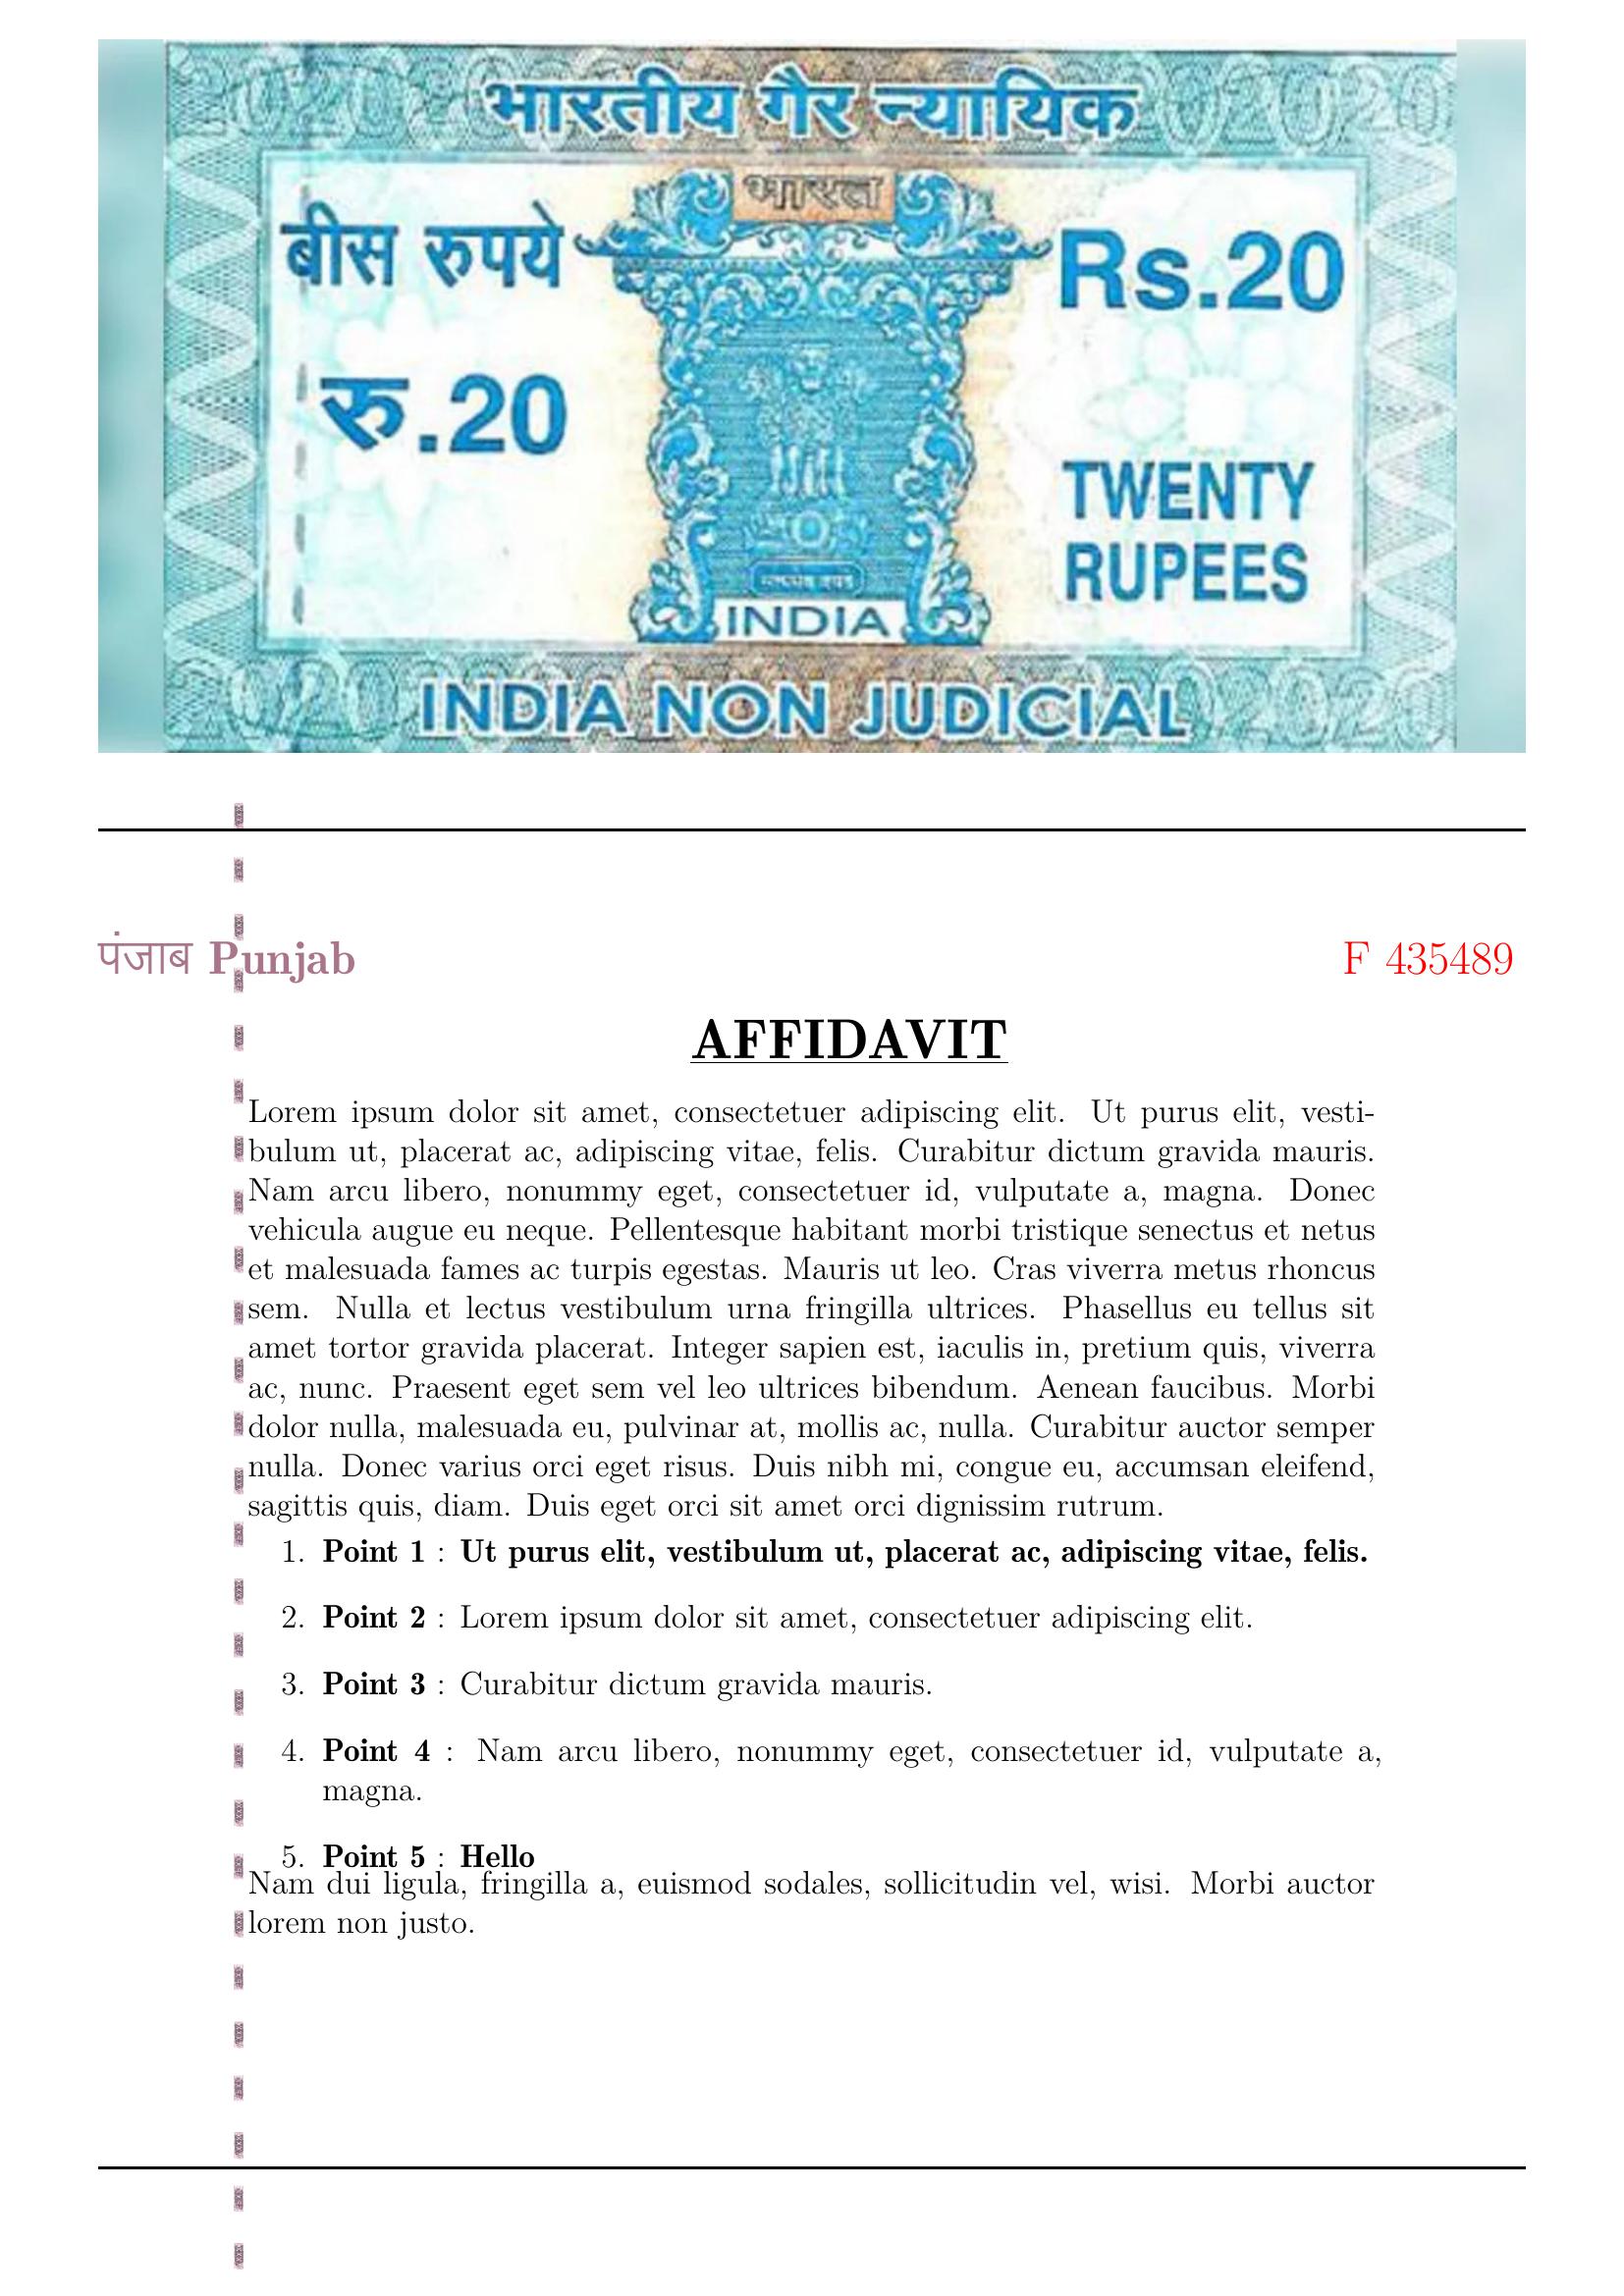 भारतीय गैर न्यायिक
भारत
बीस रुपये
Rs.20
रु.20
TWENTY
RUPEES
INDIA
INDIA NON JUDICIAL
पंजाब Punjab
F 435489
AFFIDAVIT
Lorem ipsum dolor sit amet, consectetuer adipiscing elit. Ut purus elit, vesti-
bulum ut, placerat ac, adipiscing vitae, felis. Curabitur dictum gravida mauris.
Nam arcu libero, nonummy eget, consectetuer id, vulputate a, magna. Donec
vehicula augue eu neque. Pellentesque habitant morbi tristique senectus et netus
et malesuada fames ac turpis egestas. Mauris ut leo. Cras viverra metus rhoncus
sem. Nulla et lectus vestibulum urna fringilla ultrices. Phasellus eu tellus sit
amet tortor gravida placerat. Integer sapien est, iaculis in, pretium quis, viverra
ac, nunc. Praesent eget sem vel leo ultrices bibendum. Aenean faucibus. Morbi
dolor nulla, malesuada eu, pulvinar at, mollis ac, nulla. Curabitur auctor semper
nulla. Donec varius orci eget risus. Duis nibh mi, congue eu, accumsan eleifend,
sagittis quis, diam. Duis eget orci sit amet orci dignissim rutrum.
1. Point 1 : Ut purus elit, vestibulum ut, placerat ac, adipiscing vitae, felis.
2. Point 2 : Lorem ipsum dolor sit amet, consectetuer adipiscing elit.
3. Point 3 : Curabitur dictum gravida mauris.
4. Point 4 : Nam arcu libero, nonummy eget, consectetuer id, vulputate a,
magna.
5. Point 5 : Hello
Nam dui ligula, fringilla a, euismod sodales, sollicitudin vel, wisi. Morbi auctor
lorem non justo.